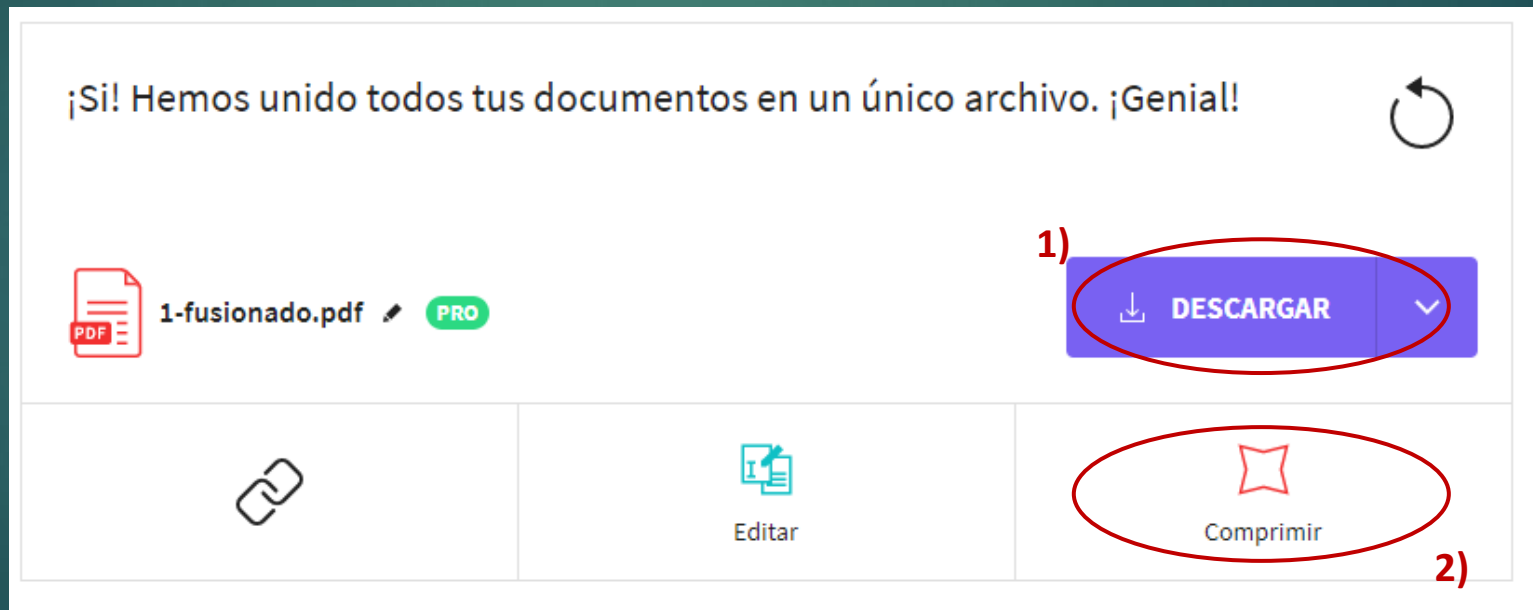 ¡Si! Hemos unido todos tus documentos en un único archivo. ¡Genial!
1)
PDF
1-fusionado.pdf PRO
DESCARGAR
Editar
Comprimir
2)